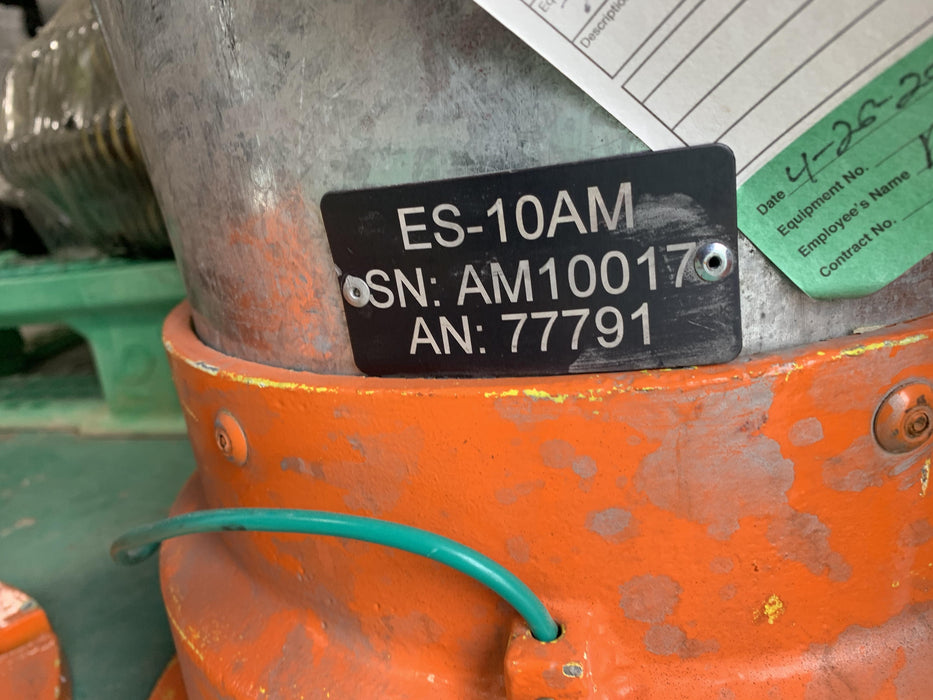 ES-10AM
SN: AM10017
AN: 77791
Description
Date 4-26-20
Equipment No.
Employee's Name
Contract No.